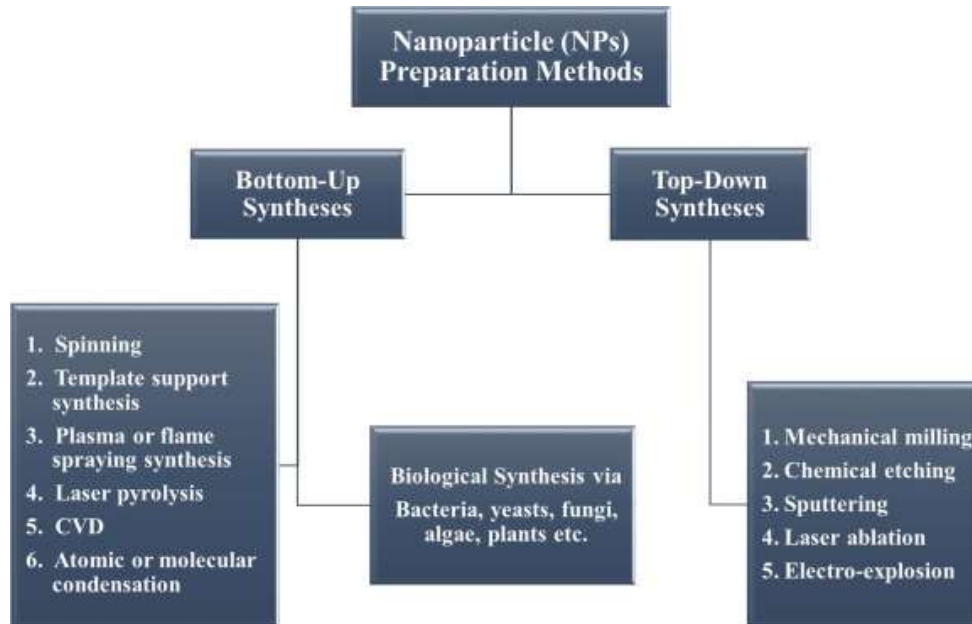 Nanoparticle (NPs)
Preparation Methods
Bottom-Up
Syntheses
Top-Down
Syntheses
1. Spinning
2. Template support
synthesis
3. Plasma or flame
spraying synthesis
4. Laser pyrolysis
5. CVD
6. Atomic or molecular
condensation
Biological Synthesis via
Bacteria, yeasts, fungi,
algae, plants etc.
1. Mechanical milling
2. Chemical etching
3. Sputtering
4. Laser ablation
5. Electro-explosion